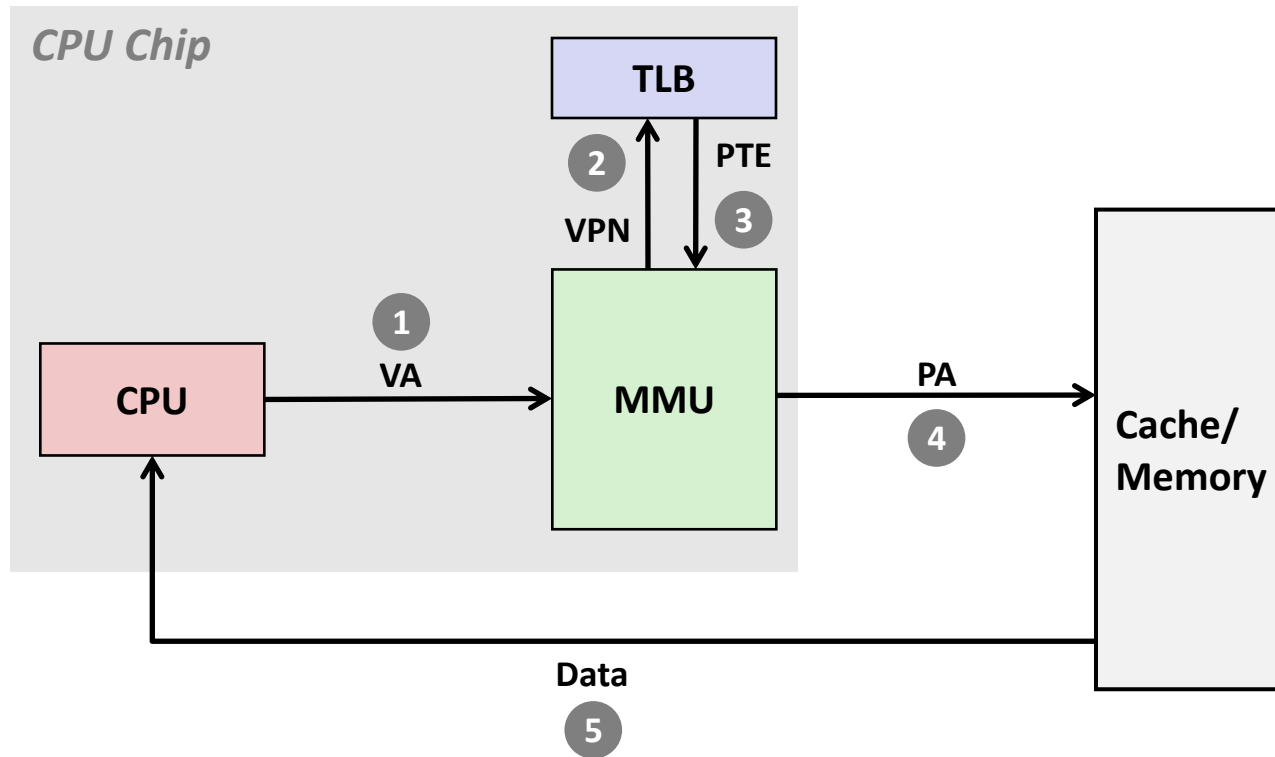 CPU Chip
TLB
2
PTE
VPN
3
1
VA
CPU
MMU
PA
4
Cache/
Memory
Data
5